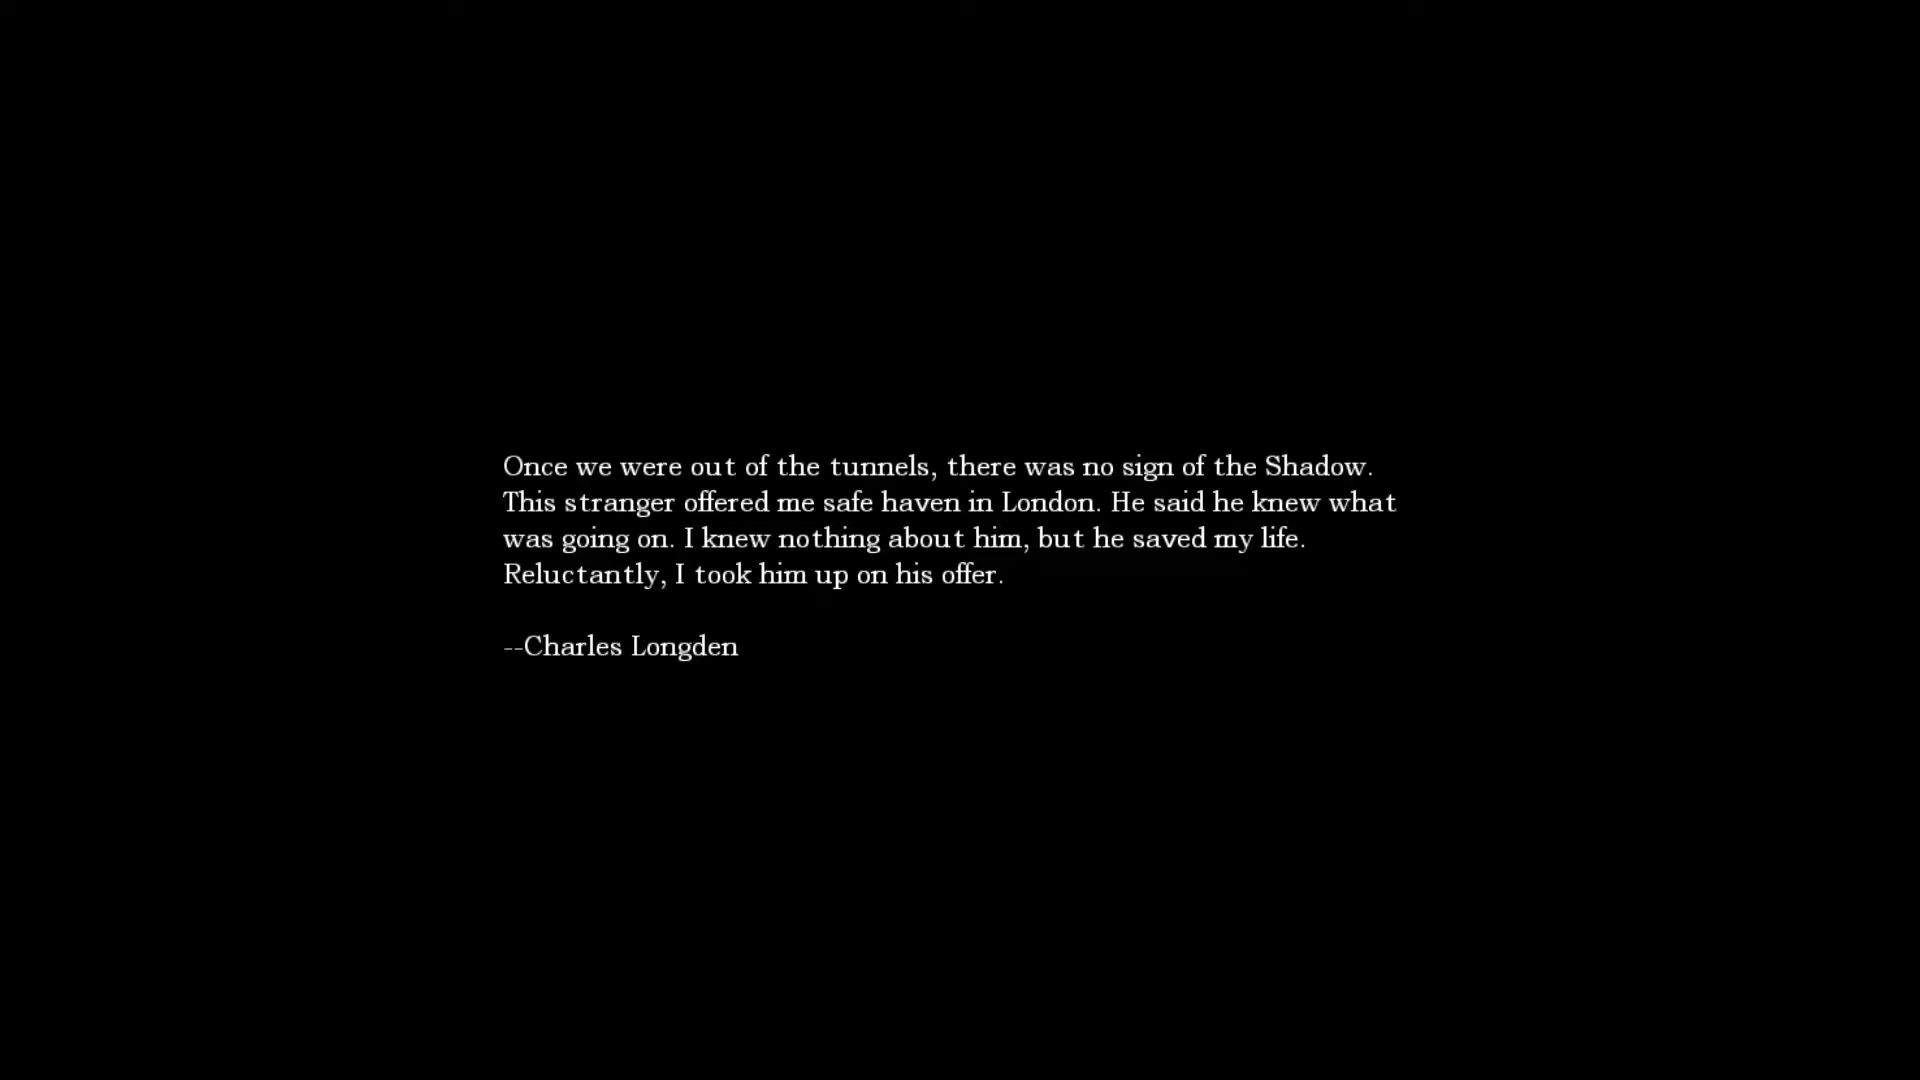 Once we were out of the tunnels, there was no sign of the Shadow.
This stranger offered me safe haven in London. He said he knew what
was going on. I knew nothing about him, but he saved my life.
Reluctantly, I took him up on his offer.
--Charles Longden